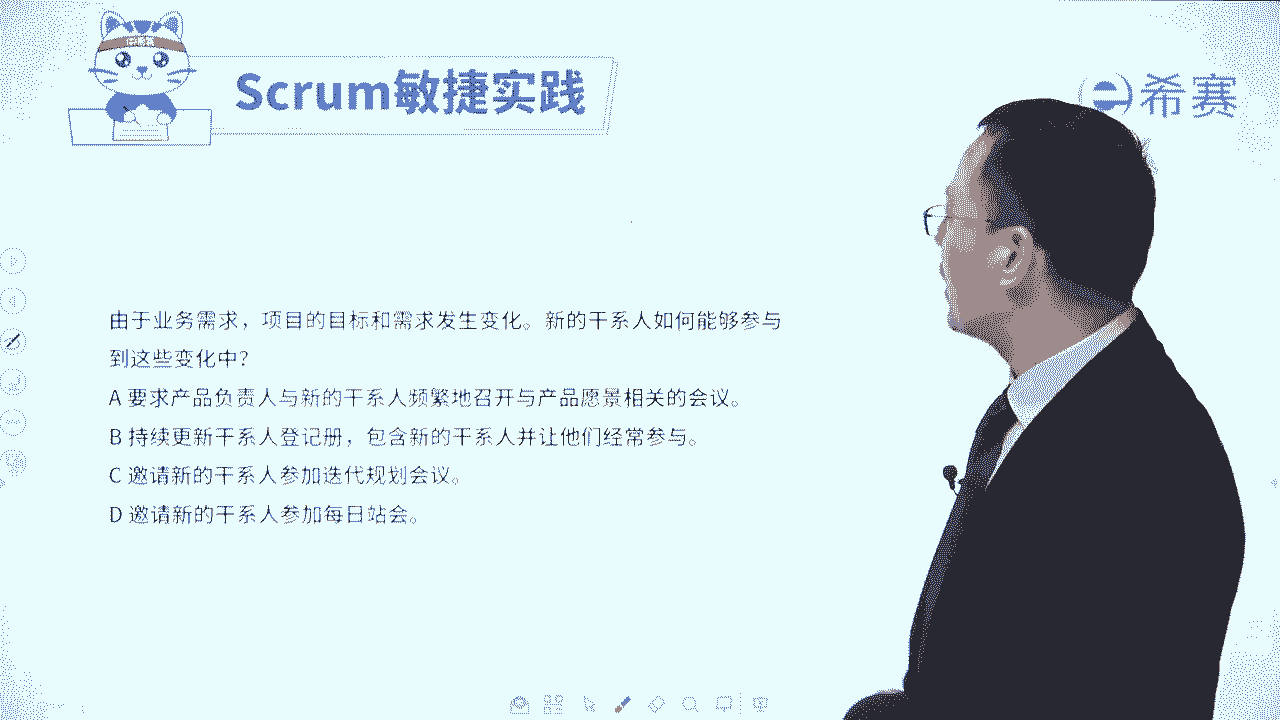 Scrum敏捷实践
希赛
由于业务需求，项目的目标和需求发生变化。新的干系人如何能够参与
到这些变化中？
A 要求产品负责人与新的干系人频繁地召开与产品愿景相关的会议。
B 持续更新干系人登记册，包含新的干系人并让他们经常参与。
C 邀请新的干系人参加迭代规划会议。
D 邀请新的干系人参加每日站会。